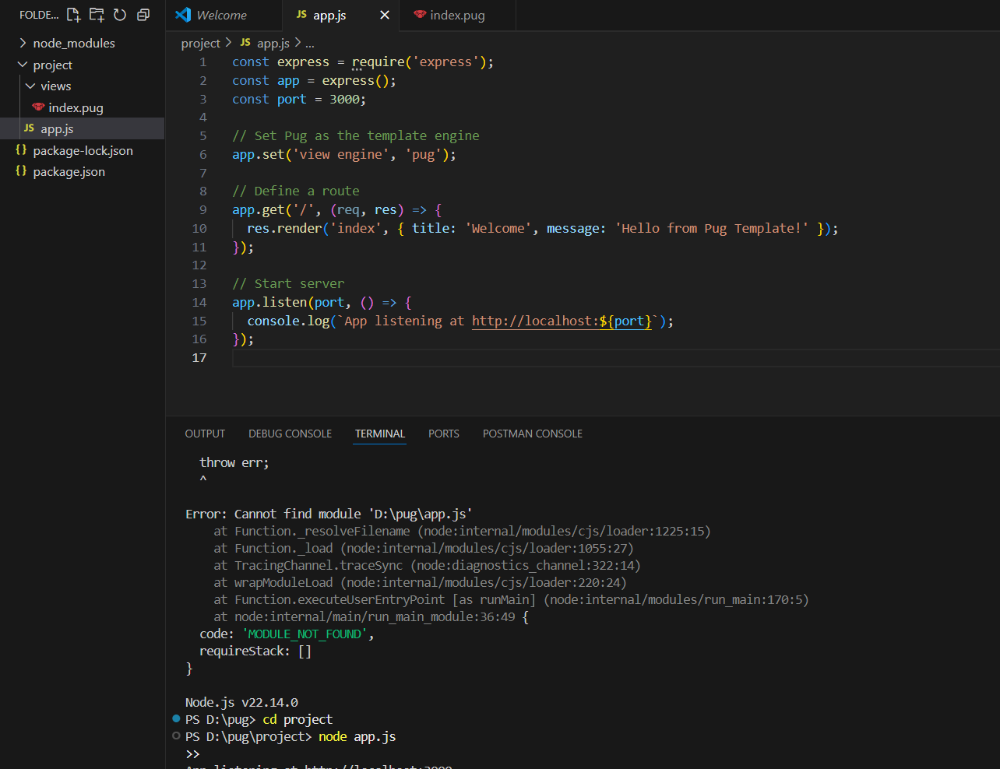 FOLDE...
Welcome
JS app.js
index.pug
node_modules
project
views
index.pug
JS app.js
{} package-lock.json
{} package.json
project > JS app.js > ...
1 const express = require('express');
2 const app = express();
3 const port = 3000;
4
5 // Set Pug as the template engine
6 app.set('view engine', 'pug');
7
8 // Define a route
9 app.get('/', (req, res) => {
10 res.render('index', { title: 'Welcome', message: 'Hello from Pug Template!' });
11 });
12
13 // Start server
14 app.listen(port, () => {
15 console.log(`App listening at http://localhost:${port}`);
16 });
17
OUTPUT DEBUG CONSOLE TERMINAL PORTS POSTMAN CONSOLE
throw err;
^
Error: Cannot find module 'D:\pug\app.js'
at Function._resolveFilename (node:internal/modules/cjs/loader:1225:15)
at Function._load (node:internal/modules/cjs/loader:1055:27)
at TracingChannel.traceSync (node:diagnostics_channel:322:14)
at wrapModuleLoad (node:internal/modules/cjs/loader:220:24)
at Function.executeUserEntryPoint [as runMain] (node:internal/modules/run_main:170:5)
at node:internal/main/run_main_module:36:49 {
code: 'MODULE_NOT_FOUND',
requireStack: []
}
Node.js v22.14.0
PS D:\pug> cd project
PS D:\pug\project> node app.js
>>
App listening at http://localhost:3000